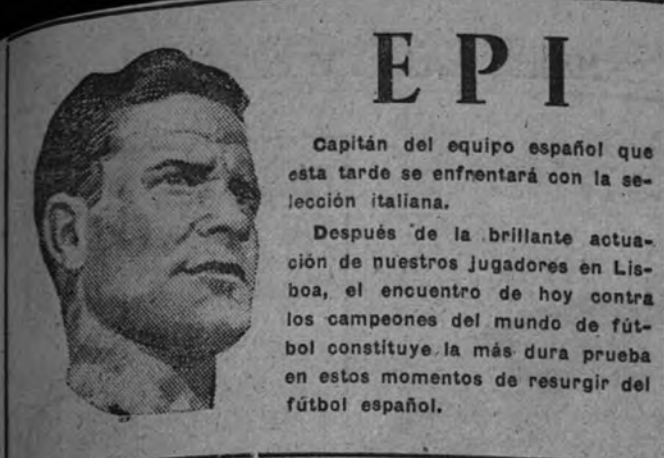 EPI
Capitán del equipo español que
esta tarde se enfrentará con la se-
lección italiana.
Después de la brillante actua-
ción de nuestros jugadores en Lis-
boa, el encuentro de hoy contra
los campeones del mundo de fút-
bol constituye la más dura prueba
en estos momentos de resurgir del
fútbol español.